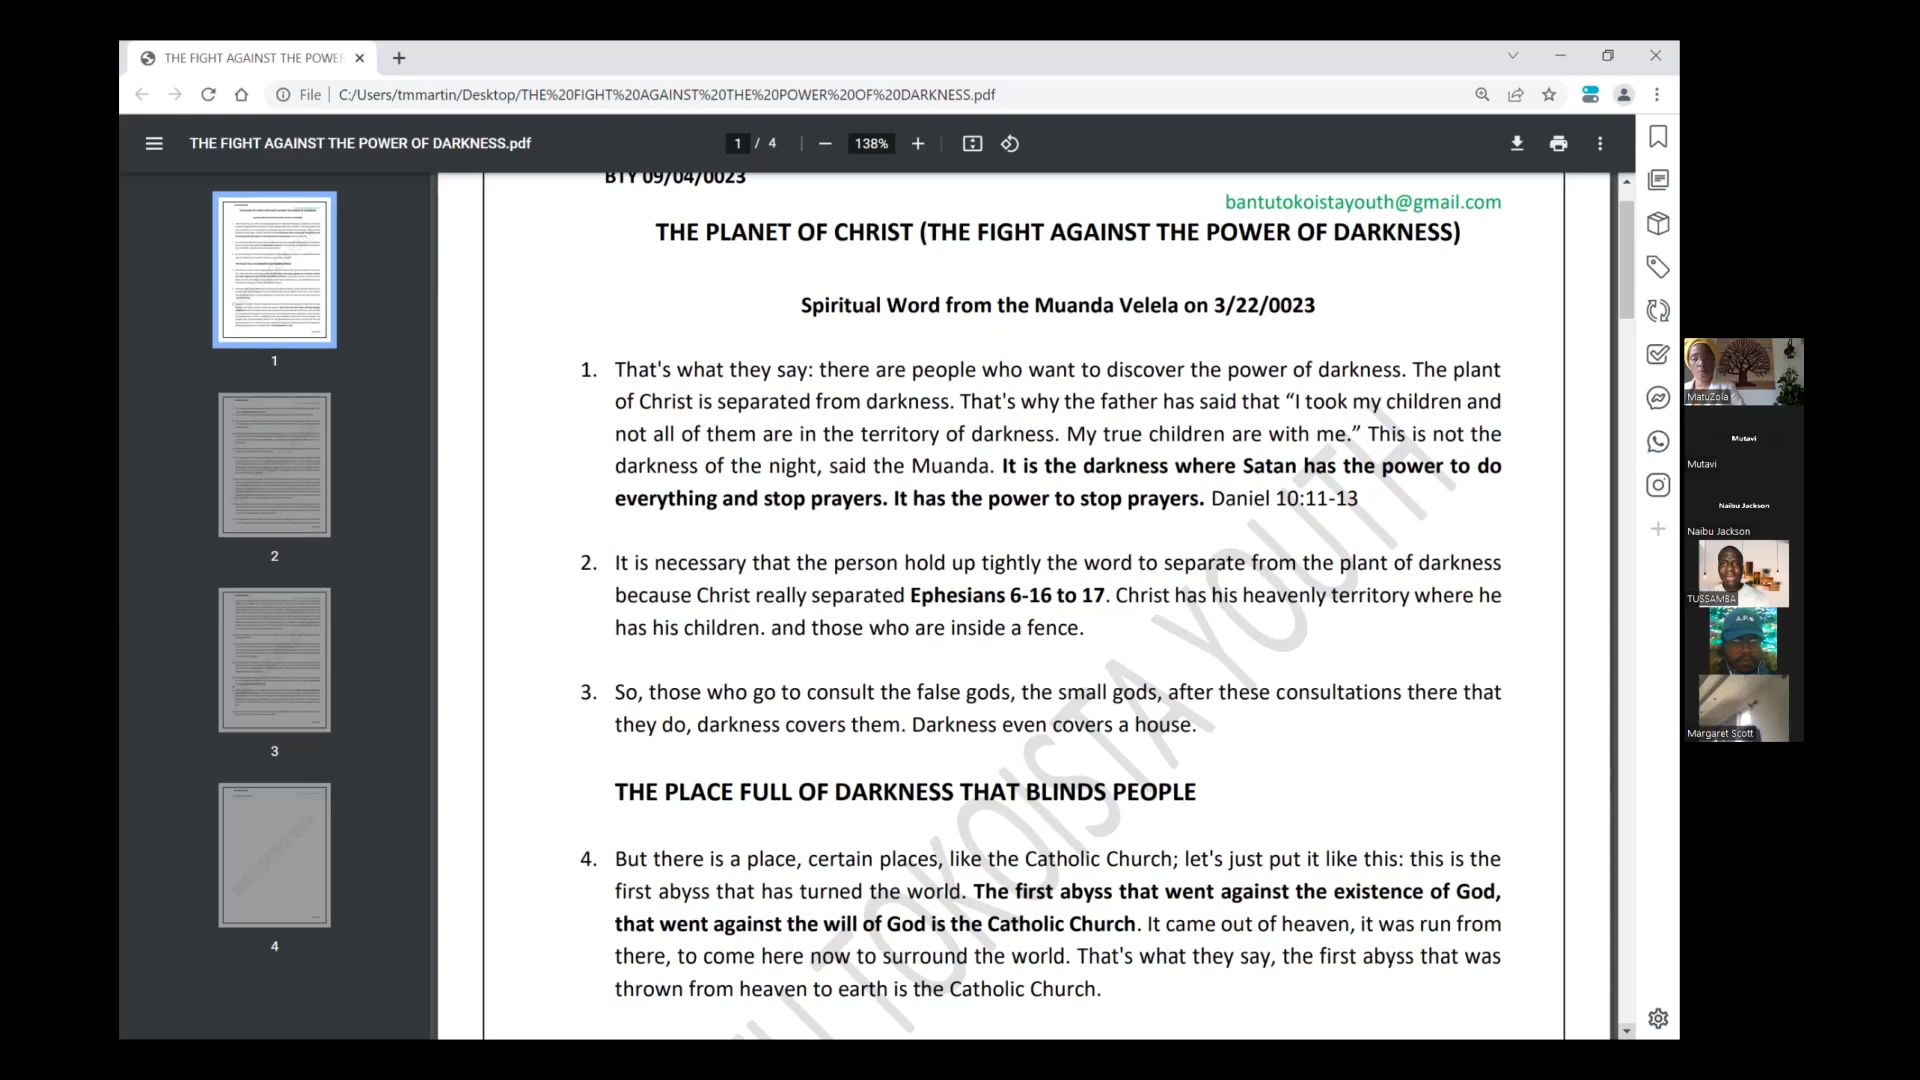 THE FIGHT AGAINST THE POWER
File
C:/Users/tmmartin/Desktop/THE%20FIGHT%20AGAINST%20THE%20POWER%20OF%20DARKNESS.pdf
THE FIGHT AGAINST THE POWER OF DARKNESS.pdf
1 / 4
138%
BTY 09/04/0023
bantutokoistayouth@gmail.com
THE PLANET OF CHRIST (THE FIGHT AGAINST THE POWER OF DARKNESS)
Spiritual Word from the Muanda Velela on 3/22/0023
1. That's what they say: there are people who want to discover the power of darkness. The plant
of Christ is separated from darkness. That's why the father has said that “I took my children and
not all of them are in the territory of darkness. My true children are with me.” This is not the
darkness of the night, said the Muanda. It is the darkness where Satan has the power to do
everything and stop prayers. It has the power to stop prayers. Daniel 10:11-13
2. It is necessary that the person hold up tightly the word to separate from the plant of darkness
because Christ really separated Ephesians 6-16 to 17. Christ has his heavenly territory where he
has his children. and those who are inside a fence.
3. So, those who go to consult the false gods, the small gods, after these consultations there that
they do, darkness covers them. Darkness even covers a house.
THE PLACE FULL OF DARKNESS THAT BLINDS PEOPLE
4. But there is a place, certain places, like the Catholic Church; let's just put it like this: this is the
first abyss that has turned the world. The first abyss that went against the existence of God,
that went against the will of God is the Catholic Church. It came out of heaven, it was run from
there, to come here now to surround the world. That's what they say, the first abyss that was
thrown from heaven to earth is the Catholic Church.
TOKOISTA YOUTH
1
2
3
4
MatuZola
Mutavi
Mutavi
Naibu Jackson
Naibu Jackson
TUSSAMBA
A.P.
Margaret Scott